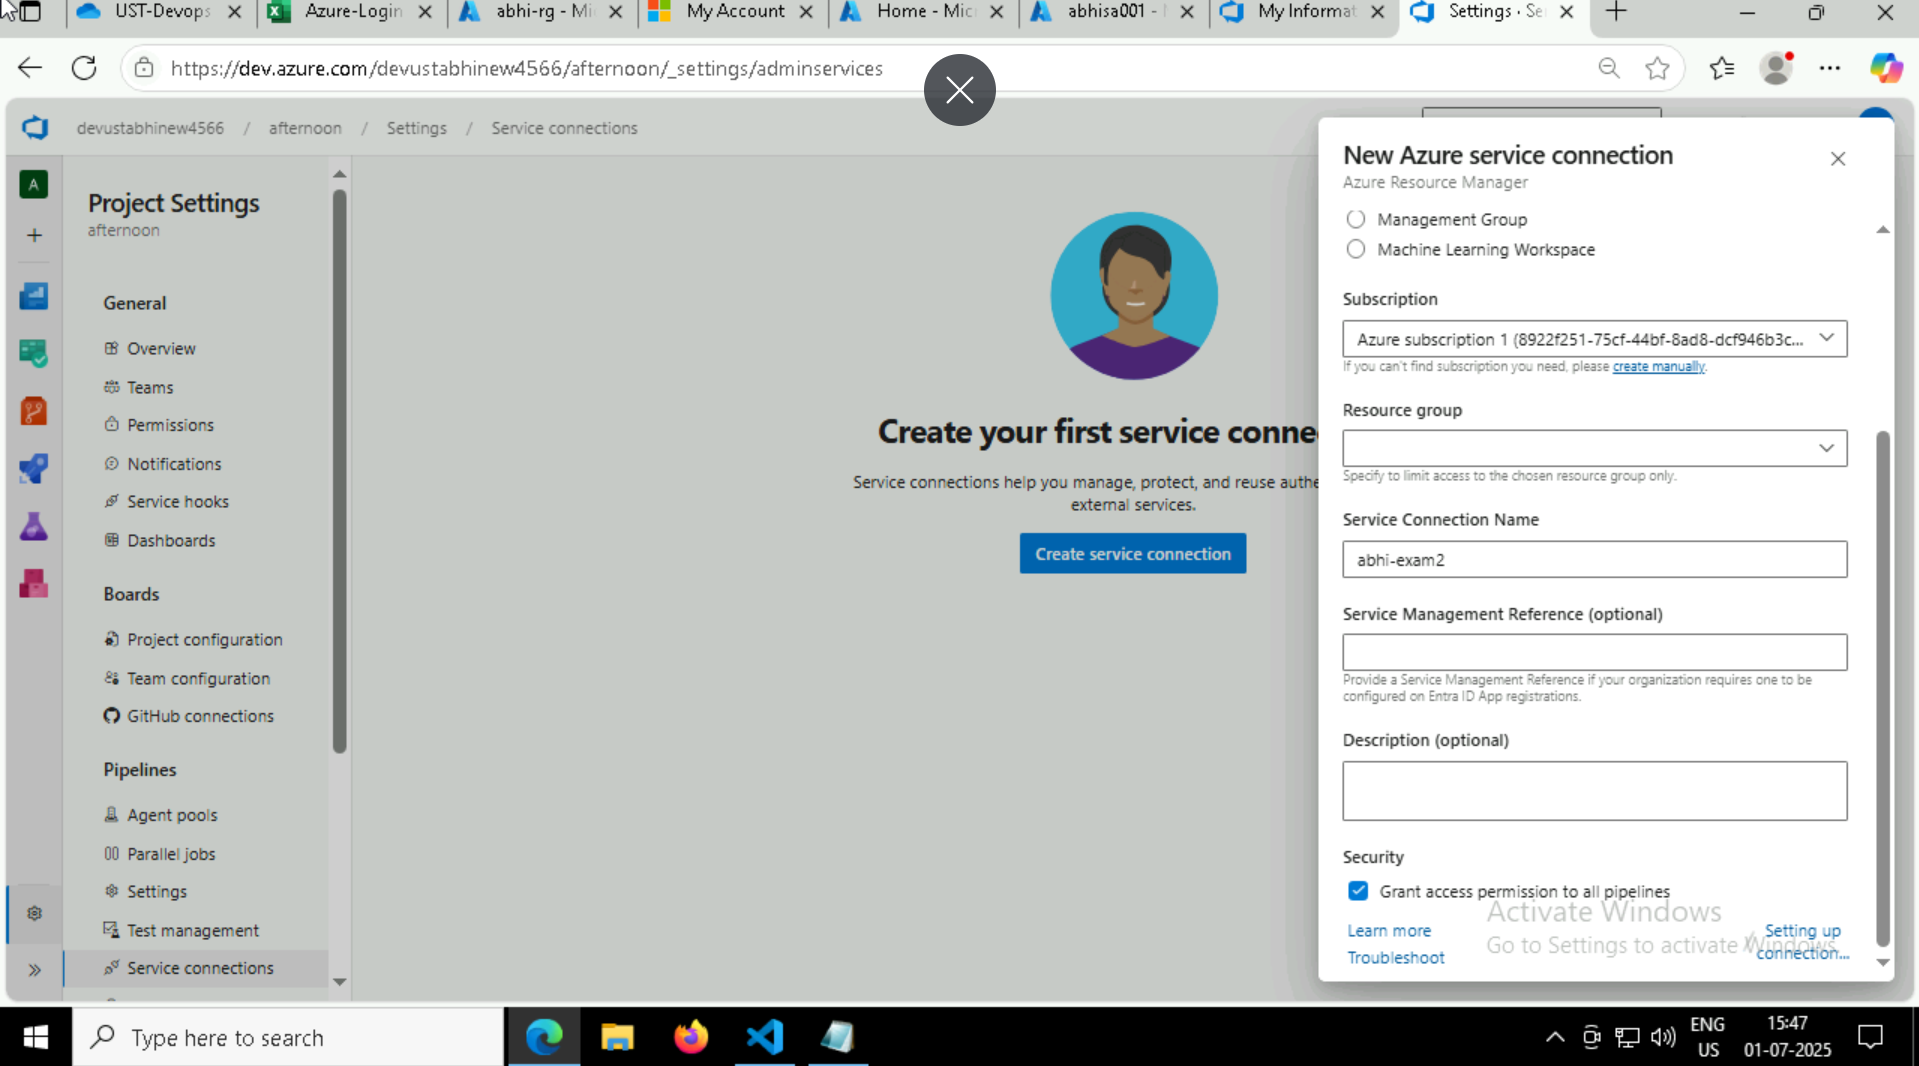 UST-Devops
Azure-Login
abhi-rg - Mi
My Account
Home - Mic
abhisa001 -
My Informat
Settings · Se
https://dev.azure.com/devustabhinew4566/afternoon/_settings/adminservices
devustabhinew4566 / afternoon / Settings / Service connections
A
Project Settings
afternoon
General
Overview
Teams
Permissions
Notifications
Service hooks
Dashboards
Boards
Project configuration
Team configuration
GitHub connections
Pipelines
Agent pools
Parallel jobs
Settings
Test management
Service connections
Create your first service conne
Service connections help you manage, protect, and reuse authe
external services.
Create service connection
New Azure service connection
Azure Resource Manager
Management Group
Machine Learning Workspace
Subscription
Azure subscription 1 (8922f251-75cf-44bf-8ad8-dcf946b3c...
If you can't find subscription you need, please create manually.
Resource group
Specify to limit access to the chosen resource group only.
Service Connection Name
abhi-exam2
Service Management Reference (optional)
Provide a Service Management Reference if your organization requires one to be
configured on Entra ID App registrations.
Description (optional)
Security
Grant access permission to all pipelines
Learn more
Troubleshoot
Setting up
connection...
Activate Windows
Go to Settings to activate Windows.
Type here to search
ENG
US
15:47
01-07-2025